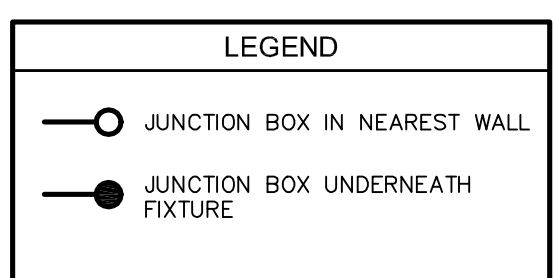 LEGEND
JUNCTION BOX IN NEAREST WALL
JUNCTION BOX UNDERNEATH
FIXTURE